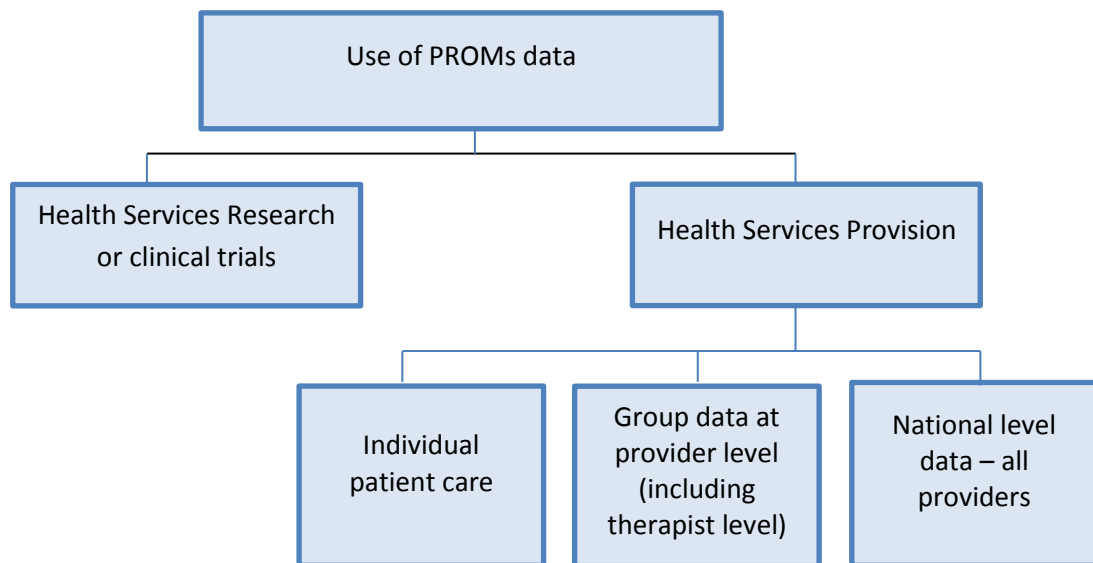 Use of PROMs data
Health Services Research
or clinical trials
Health Services Provision
Individual
patient care
Group data at
provider level
(including
therapist level)
National level
data – all
providers